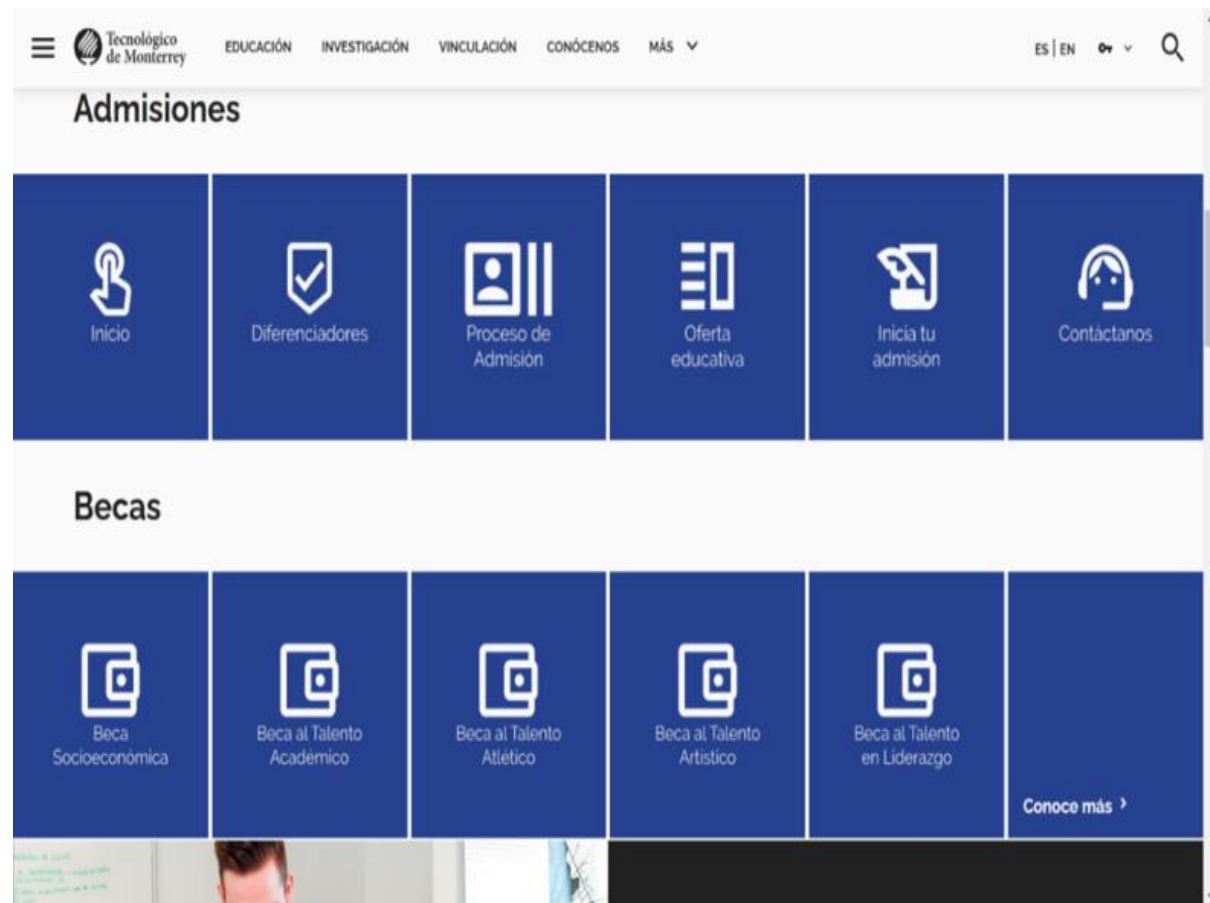 Tecnológico
de Monterrey
EDUCACIÓN INVESTIGACIÓN VINCULACIÓN CONÓCENOS MÁS
ES | EN
Admisiones
Inicio
Diferenciadores
Proceso de
Admisión
Oferta
educativa
Inicia tu
admisión
Contáctanos
Becas
Beca
Socioeconómica
Beca al Talento
Académico
Beca al Talento
Atlético
Beca al Talento
Artístico
Beca al Talento
en Liderazgo
Conoce más ›